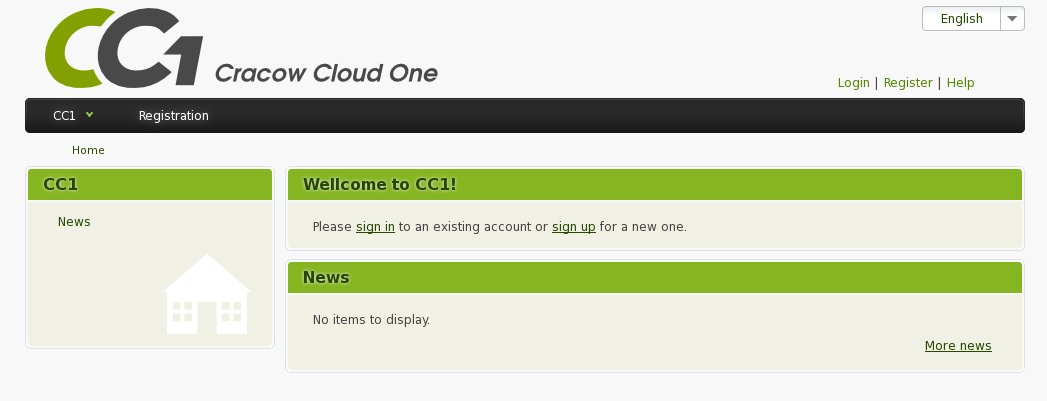 English
CC1 Cracow Cloud One
Login | Register | Help
CC1 Registration
Home
CC1
News
Wellcome to CC1!
Please sign in to an existing account or sign up for a new one.
News
No items to display.
More news